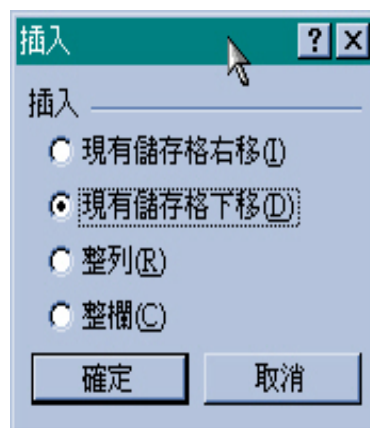 插入
插入
現有儲存格右移(I)
現有儲存格下移(D)
整列(R)
整欄(C)
確定 取消